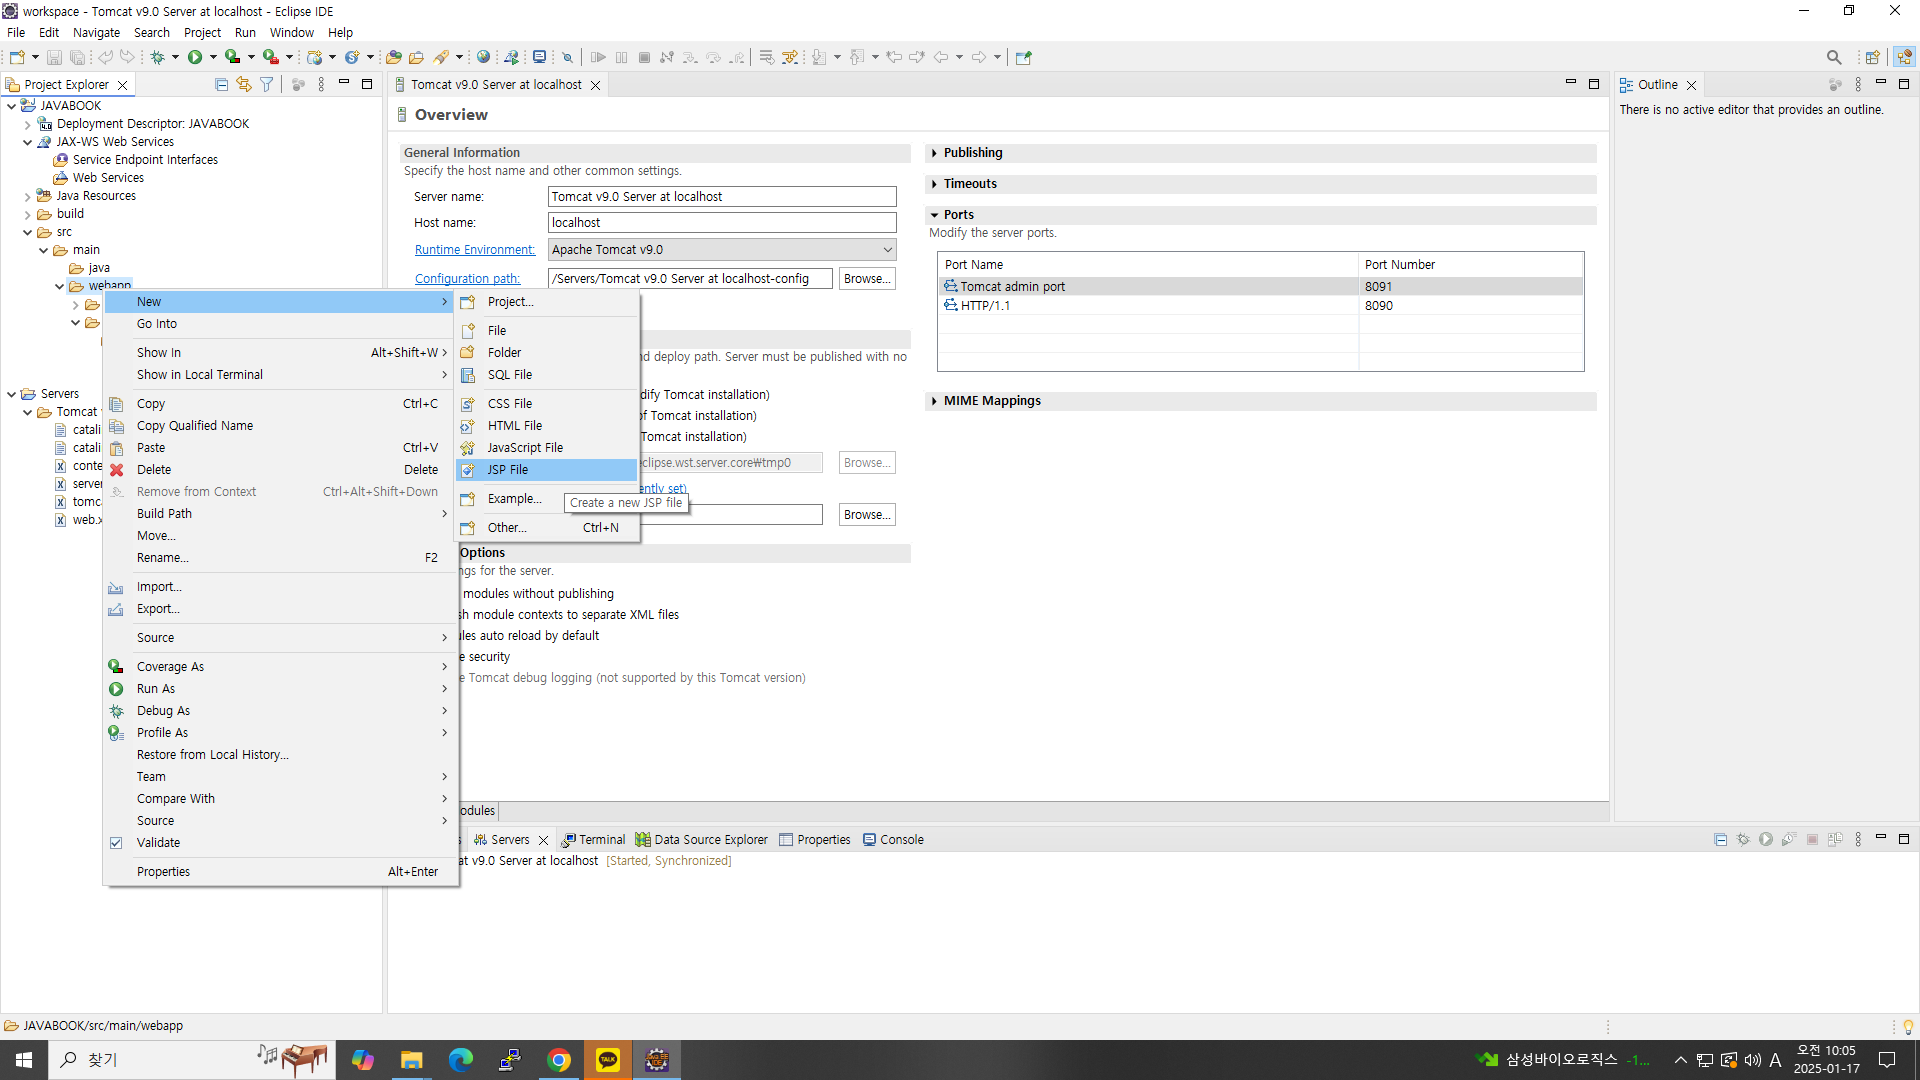 workspace - Tomcat v9.0 Server at localhost - Eclipse IDE
File Edit Navigate Search Project Run Window Help
Project Explorer
JAVABOOK
Deployment Descriptor: JAVABOOK
JAX-WS Web Services
Service Endpoint Interfaces
Web Services
Java Resources
build
src
main
java
webapp
Servers
Tomcat
catali
catali
conte
server
tomc
web.x
New
Go Into
Show In Alt+Shift+W
Show in Local Terminal
Copy Ctrl+C
Copy Qualified Name
Paste Ctrl+V
Delete Delete
Remove from Context Ctrl+Alt+Shift+Down
Build Path
Move...
Rename... F2
Import...
Export...
Source
Coverage As
Run As
Debug As
Profile As
Restore from Local History...
Team
Compare With
Source
Validate
Properties Alt+Enter
Project...
File
Folder
SQL File
CSS File
HTML File
JavaScript File
JSP File
Example...
Other... Ctrl+N
Create a new JSP file
Tomcat v9.0 Server at localhost
Overview
General Information
Specify the host name and other common settings.
Server name: Tomcat v9.0 Server at localhost
Host name: localhost
Runtime Environment: Apache Tomcat v9.0
Configuration path: /Servers/Tomcat v9.0 Server at localhost-config Browse...
nd deploy path. Server must be published with no
dify Tomcat installation)
of Tomcat installation)
Tomcat installation)
eclipse.wst.server.core₩tmp0 Browse...
ently set)
Browse...
Options
ngs for the server.
modules without publishing
sh module contexts to separate XML files
ules auto reload by default
e security
e Tomcat debug logging (not supported by this Tomcat version)
odules
Publishing
Timeouts
Ports
Modify the server ports.
Port Name Port Number
Tomcat admin port 8091
HTTP/1.1 8090
MIME Mappings
Outline
There is no active editor that provides an outline.
s Servers Terminal Data Source Explorer Properties Console
at v9.0 Server at localhost [Started, Synchronized]
JAVABOOK/src/main/webapp
찾기
TALK
Java EE
IDE
삼성바이오로직스 -1...
A
오전 10:05
2025-01-17